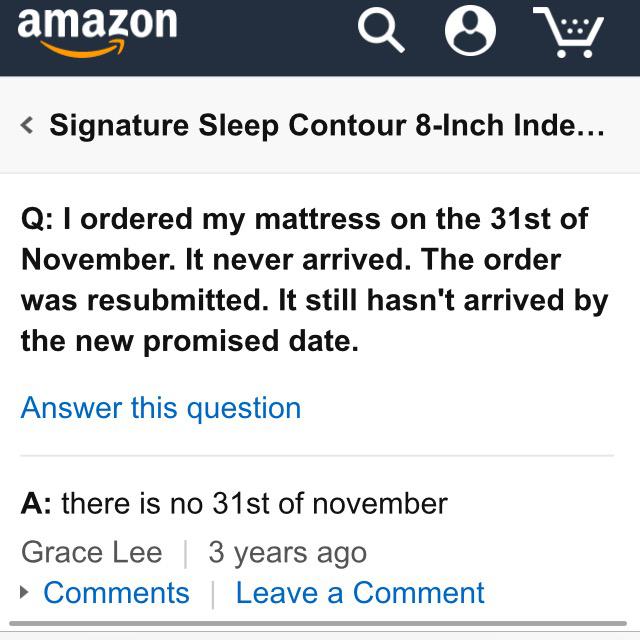 amazon
Signature Sleep Contour 8-Inch Inde...
Q: I ordered my mattress on the 31st of
November. It never arrived. The order
was resubmitted. It still hasn't arrived by
the new promised date.
Answer this question
A: there is no 31st of november
Grace Lee | 3 years ago
Comments | Leave a Comment